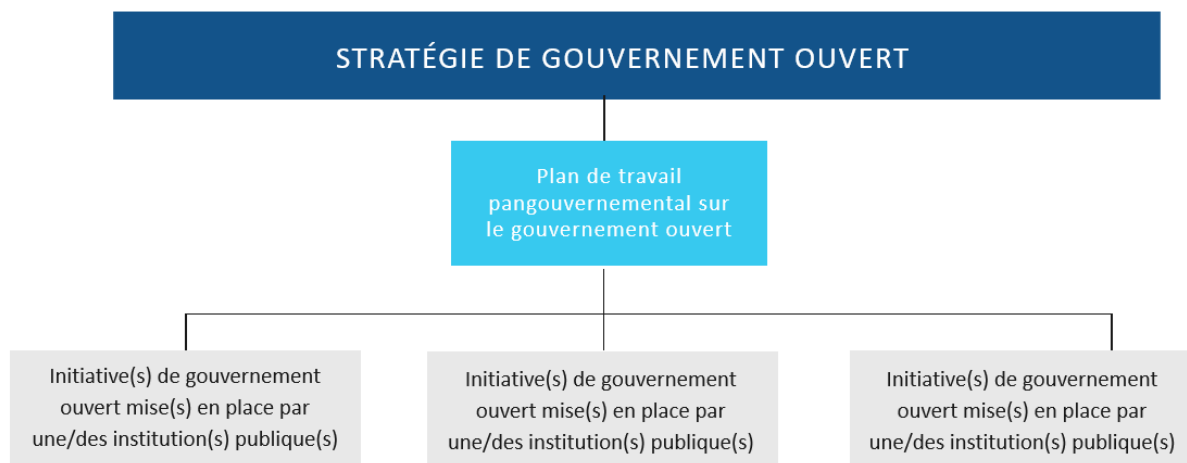 STRATÉGIE DE GOUVERNEMENT OUVERT
Plan de travail
pangouvernemental sur
le gouvernement ouvert
Initiative(s) de gouvernement
ouvert mise(s) en place par
une/des institution(s) publique(s)
Initiative(s) de gouvernement
ouvert mise(s) en place par
une/des institution(s) publique(s)
Initiative(s) de gouvernement
ouvert mise(s) en place par
une/des institution(s) publique(s)